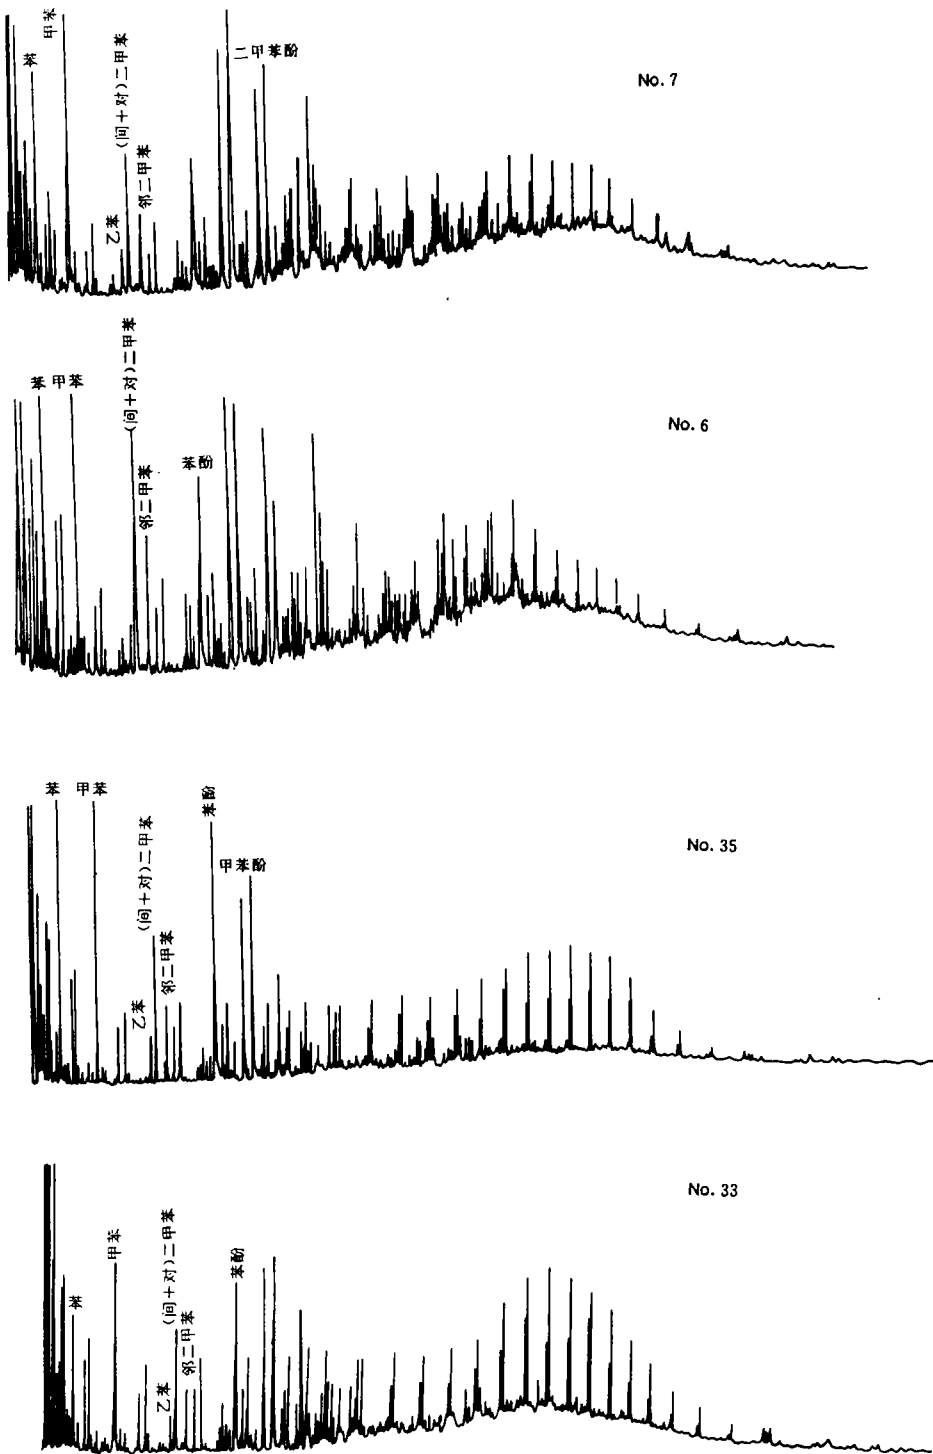 苯
甲苯
乙苯
(间+对)二甲苯
邻二甲苯
二甲苯酚
No. 7
苯 甲苯
(间+对)二甲苯
邻二甲苯
苯酚
No. 6
苯 甲苯
乙苯
(间+对)二甲苯
邻二甲苯
苯酚
甲苯酚
No. 35
苯
甲苯
乙苯
(间+对)二甲苯
邻二甲苯
苯酚
No. 33